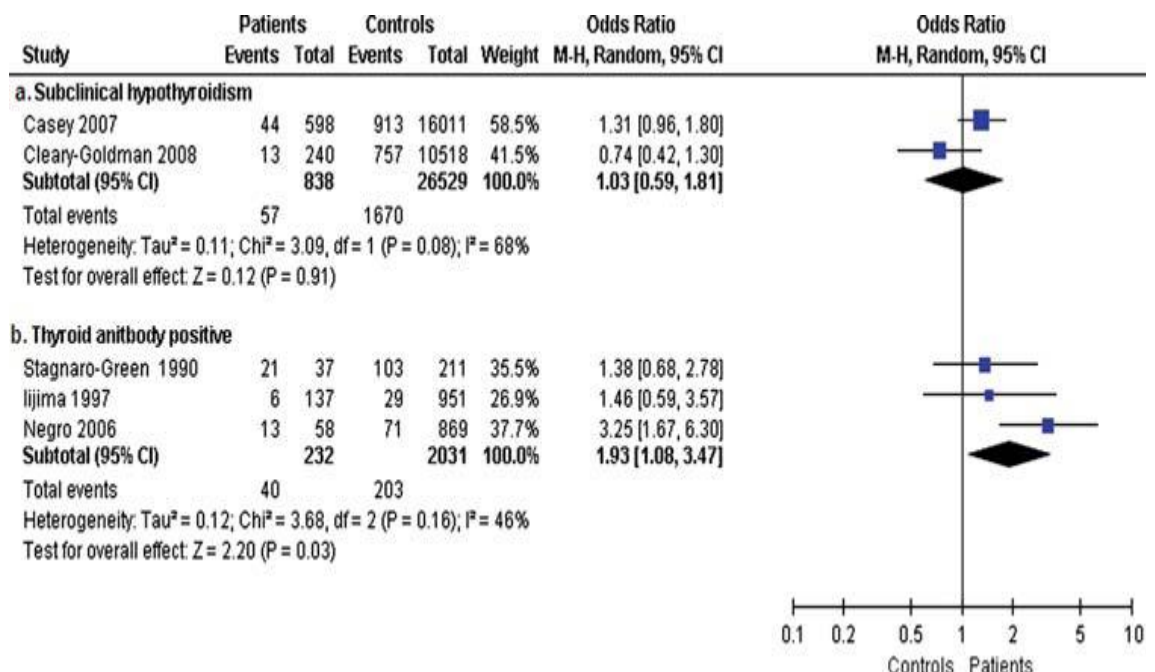 Patients Controls Odds Ratio Odds Ratio
Study Events Total Events Total Weight M-H, Random, 95% CI M-H, Random, 95% CI
a. Subclinical hypothyroidism
Casey 2007 44 598 913 16011 58.5% 1.31 [0.96, 1.80]
Cleary-Goldman 2008 13 240 757 10518 41.5% 0.74 [0.42, 1.30]
Subtotal (95% CI) 838 26529 100.0% 1.03 [0.59, 1.81]
Total events 57 1670
Heterogeneity: Tau² = 0.11; Chi² = 3.09, df = 1 (P = 0.08); I² = 68%
Test for overall effect: Z = 0.12 (P = 0.91)
b. Thyroid anitbody positive
Stagnaro-Green 1990 21 37 103 211 35.5% 1.38 [0.68, 2.78]
Iijima 1997 6 137 29 951 26.9% 1.46 [0.59, 3.57]
Negro 2006 13 58 71 869 37.7% 3.25 [1.67, 6.30]
Subtotal (95% CI) 232 2031 100.0% 1.93 [1.08, 3.47]
Total events 40 203
Heterogeneity: Tau² = 0.12; Chi² = 3.68, df = 2 (P = 0.16); I² = 46%
Test for overall effect: Z = 2.20 (P = 0.03)
0.1 0.2 0.5 1 2 5 10
Controls Patients